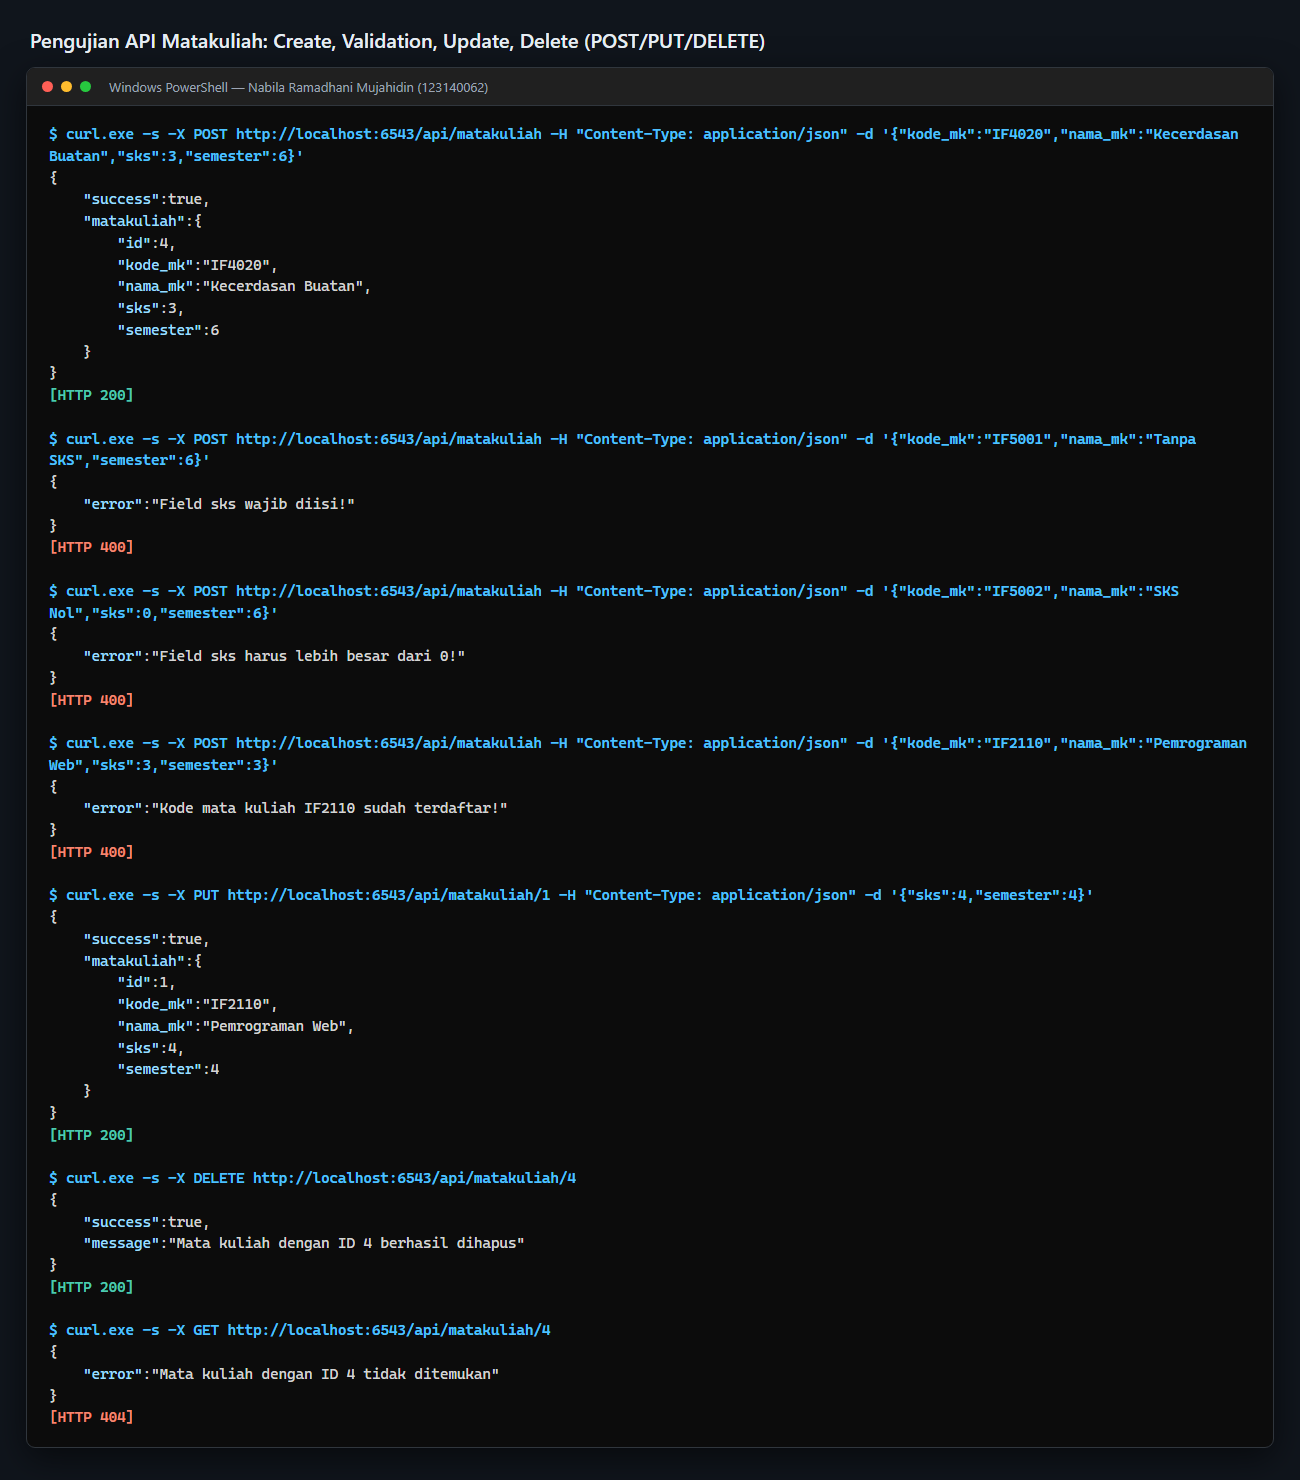 Pengujian API Matakuliah: Create, Validation, Update, Delete (POST/PUT/DELETE)
Windows PowerShell — Nabila Ramadhani Mujahidin (123140062)
$ curl.exe -s -X POST http://localhost:6543/api/matakuliah -H "Content-Type: application/json" -d '{"kode_mk":"IF4020","nama_mk":"Kecerdasan
Buatan","sks":3,"semester":6}'
{
    "success":true,
    "matakuliah":{
        "id":4,
        "kode_mk":"IF4020",
        "nama_mk":"Kecerdasan Buatan",
        "sks":3,
        "semester":6
    }
}
[HTTP 200]
$ curl.exe -s -X POST http://localhost:6543/api/matakuliah -H "Content-Type: application/json" -d '{"kode_mk":"IF5001","nama_mk":"Tanpa
SKS","semester":6}'
{
    "error":"Field sks wajib diisi!"
}
[HTTP 400]
$ curl.exe -s -X POST http://localhost:6543/api/matakuliah -H "Content-Type: application/json" -d '{"kode_mk":"IF5002","nama_mk":"SKS
Nol","sks":0,"semester":6}'
{
    "error":"Field sks harus lebih besar dari 0!"
}
[HTTP 400]
$ curl.exe -s -X POST http://localhost:6543/api/matakuliah -H "Content-Type: application/json" -d '{"kode_mk":"IF2110","nama_mk":"Pemrograman
Web","sks":3,"semester":3}'
{
    "error":"Kode mata kuliah IF2110 sudah terdaftar!"
}
[HTTP 400]
$ curl.exe -s -X PUT http://localhost:6543/api/matakuliah/1 -H "Content-Type: application/json" -d '{"sks":4,"semester":4}'
{
    "success":true,
    "matakuliah":{
        "id":1,
        "kode_mk":"IF2110",
        "nama_mk":"Pemrograman Web",
        "sks":4,
        "semester":4
    }
}
[HTTP 200]
$ curl.exe -s -X DELETE http://localhost:6543/api/matakuliah/4
{
    "success":true,
    "message":"Mata kuliah dengan ID 4 berhasil dihapus"
}
[HTTP 200]
$ curl.exe -s -X GET http://localhost:6543/api/matakuliah/4
{
    "error":"Mata kuliah dengan ID 4 tidak ditemukan"
}
[HTTP 404]